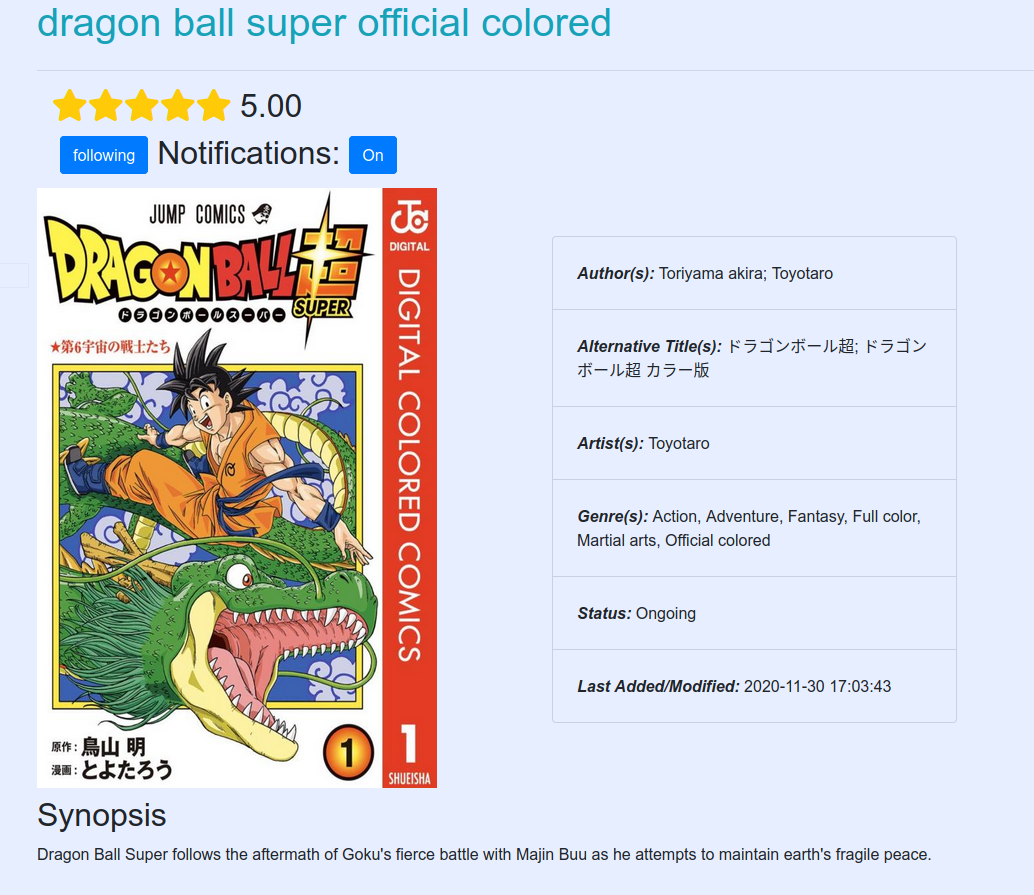 dragon ball super official colored
5.00
following Notifications: On
JUMP COMICS
DRAGON BALL 超
SUPER
ドラゴンボールスーパー
★第6宇宙の戦士たち
原作:鳥山 明
漫画:とよたろう
1
JC
DIGITAL
DIGITAL COLORED COMICS
1
SHUEISHA
Author(s): Toriyama akira; Toyotaro
Alternative Title(s): ドラゴンボール超; ドラゴン
ボール超 カラー版
Artist(s): Toyotaro
Genre(s): Action, Adventure, Fantasy, Full color,
Martial arts, Official colored
Status: Ongoing
Last Added/Modified: 2020-11-30 17:03:43
Synopsis
Dragon Ball Super follows the aftermath of Goku's fierce battle with Majin Buu as he attempts to maintain earth's fragile peace.